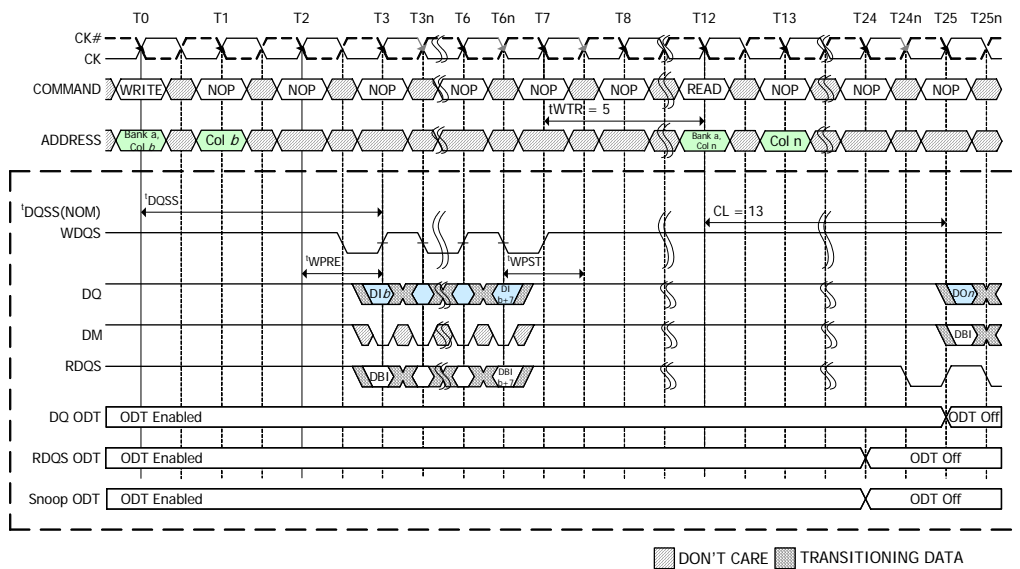 T0 T1 T2 T3 T3n T6 T6n T7 T8 T12 T13 T24 T24n T25 T25n
CK#
CK
COMMAND WRITE NOP NOP NOP NOP NOP NOP READ NOP NOP NOP
tWTR = 5
ADDRESS Bank a, Col b Col b Bank a, Col n Col n
tDQSS
tDQSS(NOM) CL = 13
WDQS
tWPRE tWPST
DQ DI b DI b+7 DOn
DM DBI
RDQS DBI DBI b+7
DQ ODT ODT Enabled ODT Off
RDQS ODT ODT Enabled ODT Off
Snoop ODT ODT Enabled ODT Off
DON'T CARE TRANSITIONING DATA